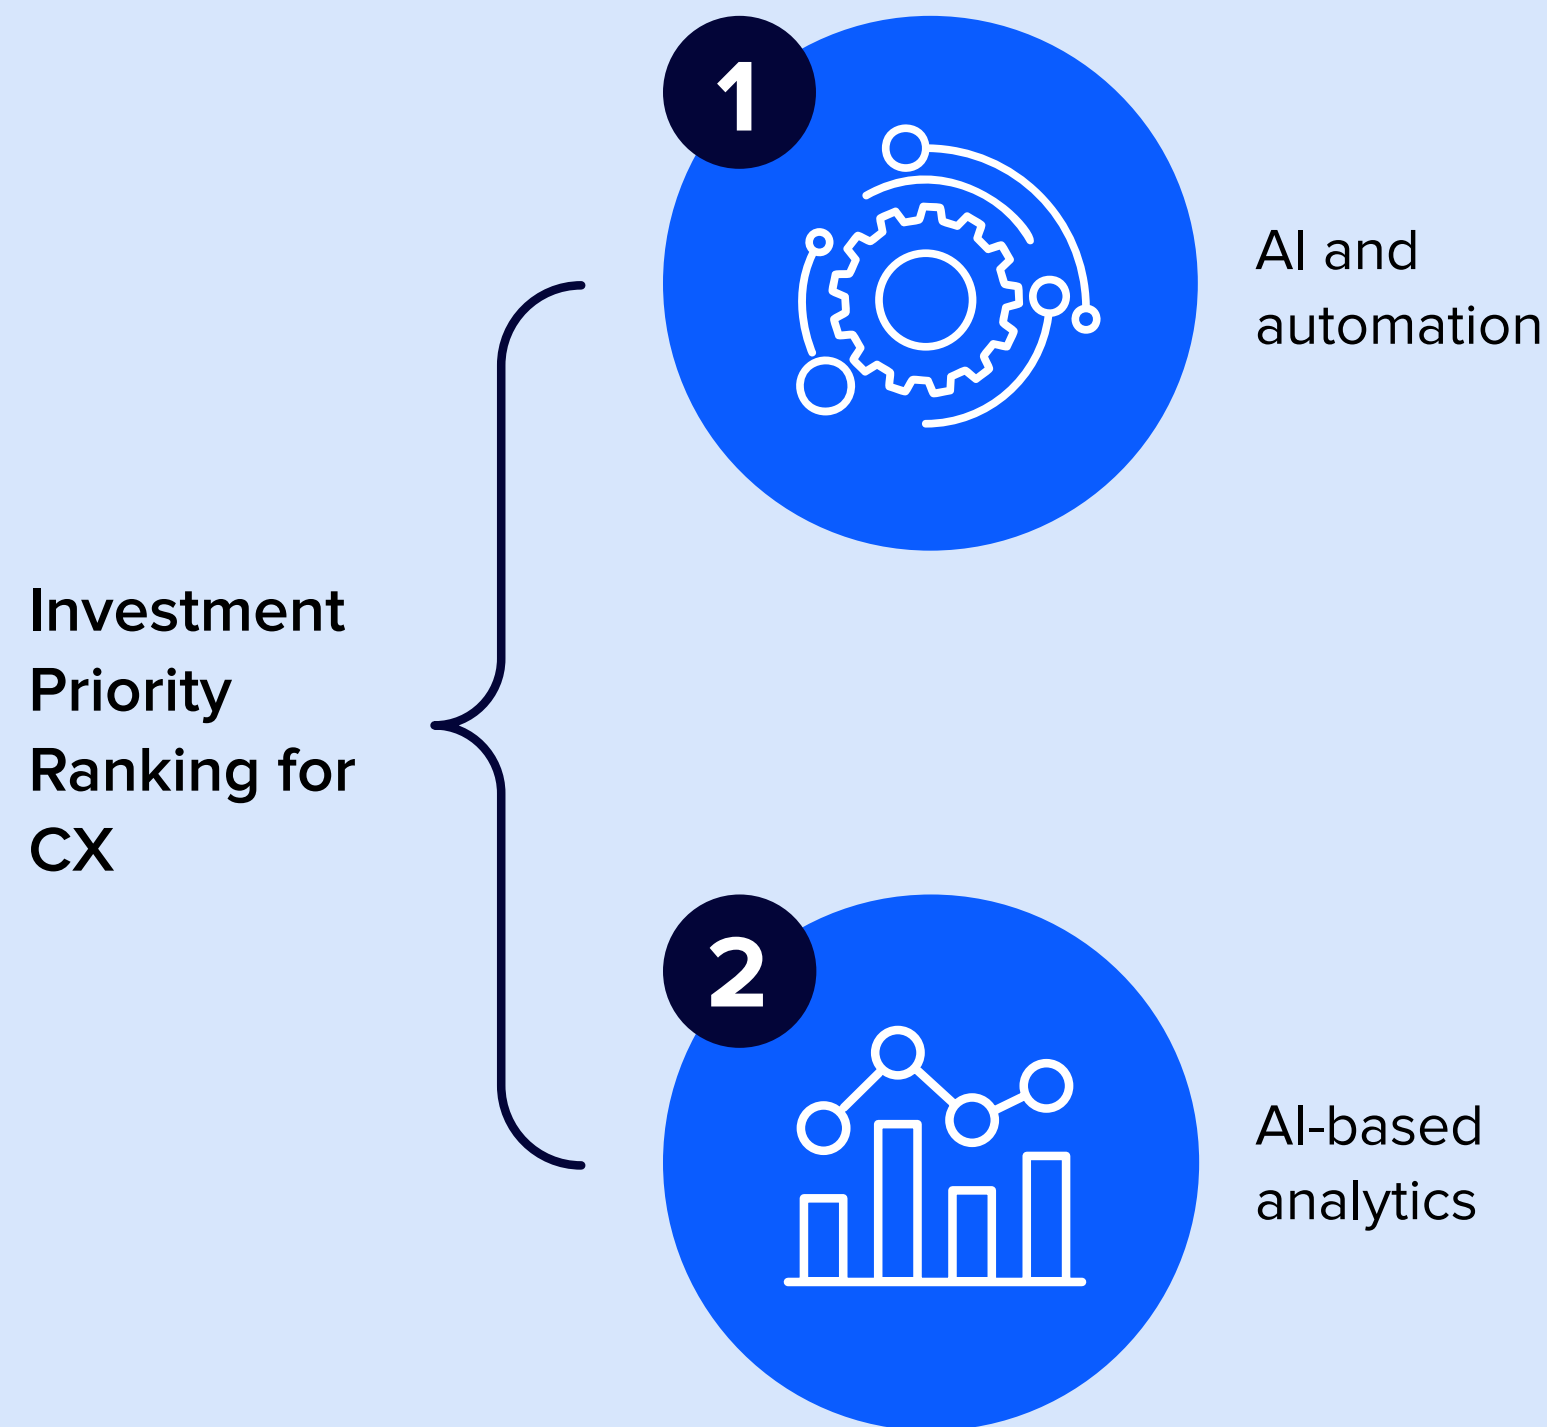 Investment
Priority
Ranking for
CX
1
AI and
automation
2
AI-based
analytics